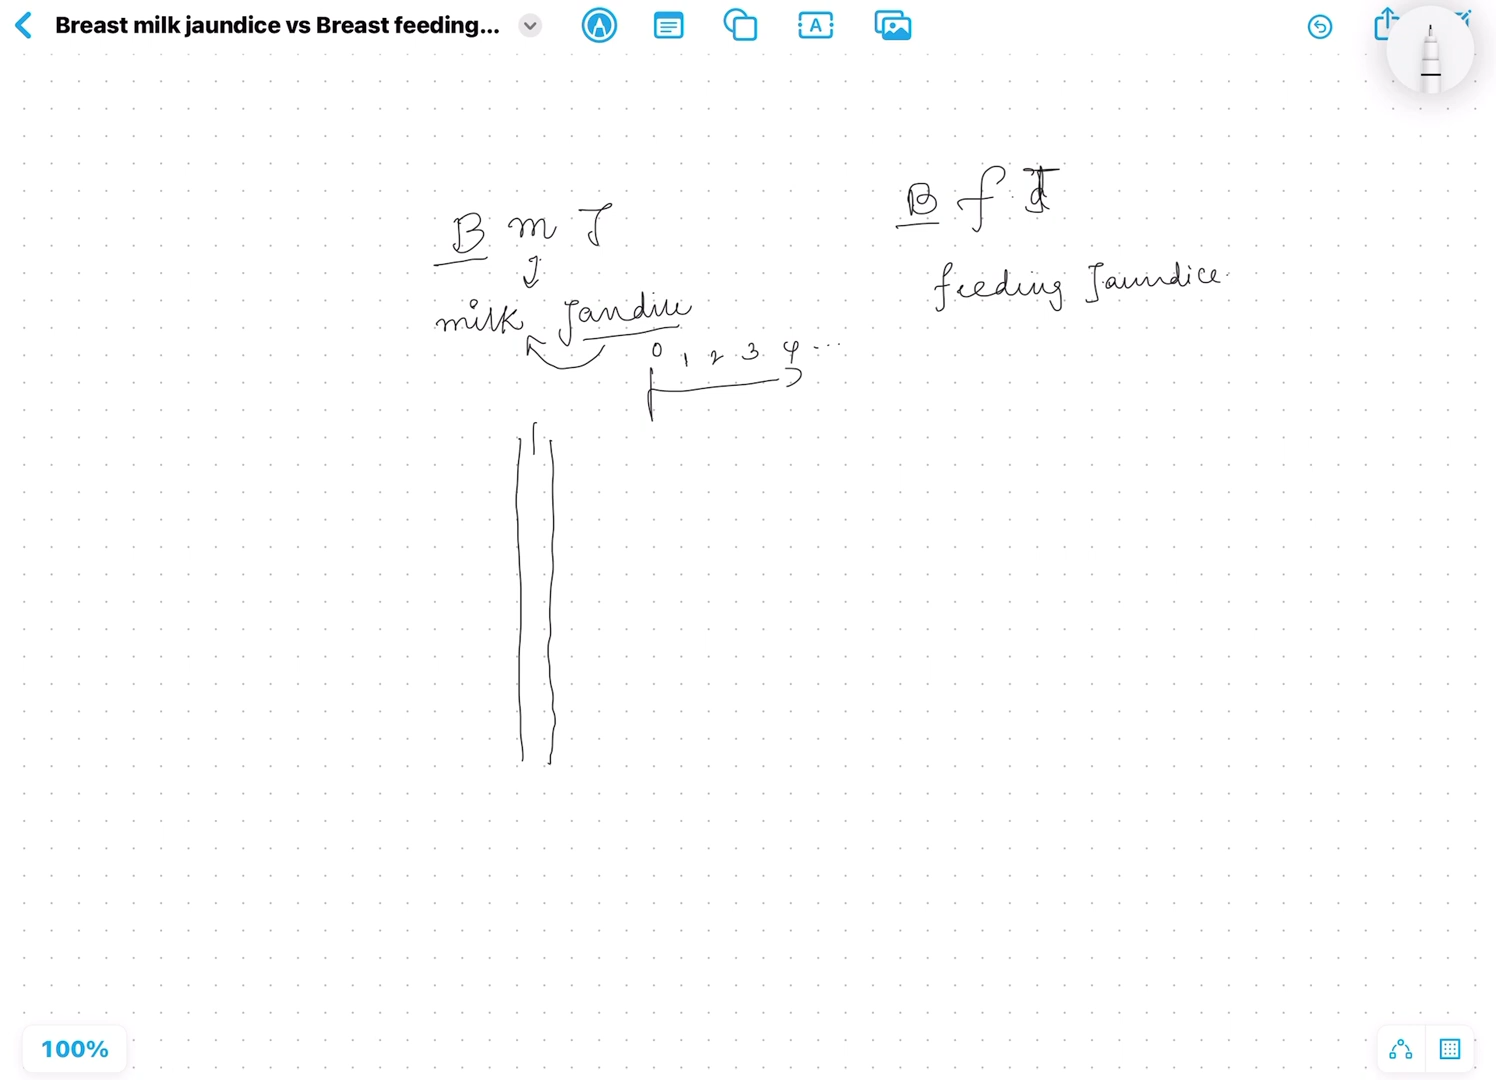 Breast milk jaundice vs Breast feeding...
A
B m J
B f J
milk Jandice
feeding Jaundice
0 1 2 3 4 ...
100%